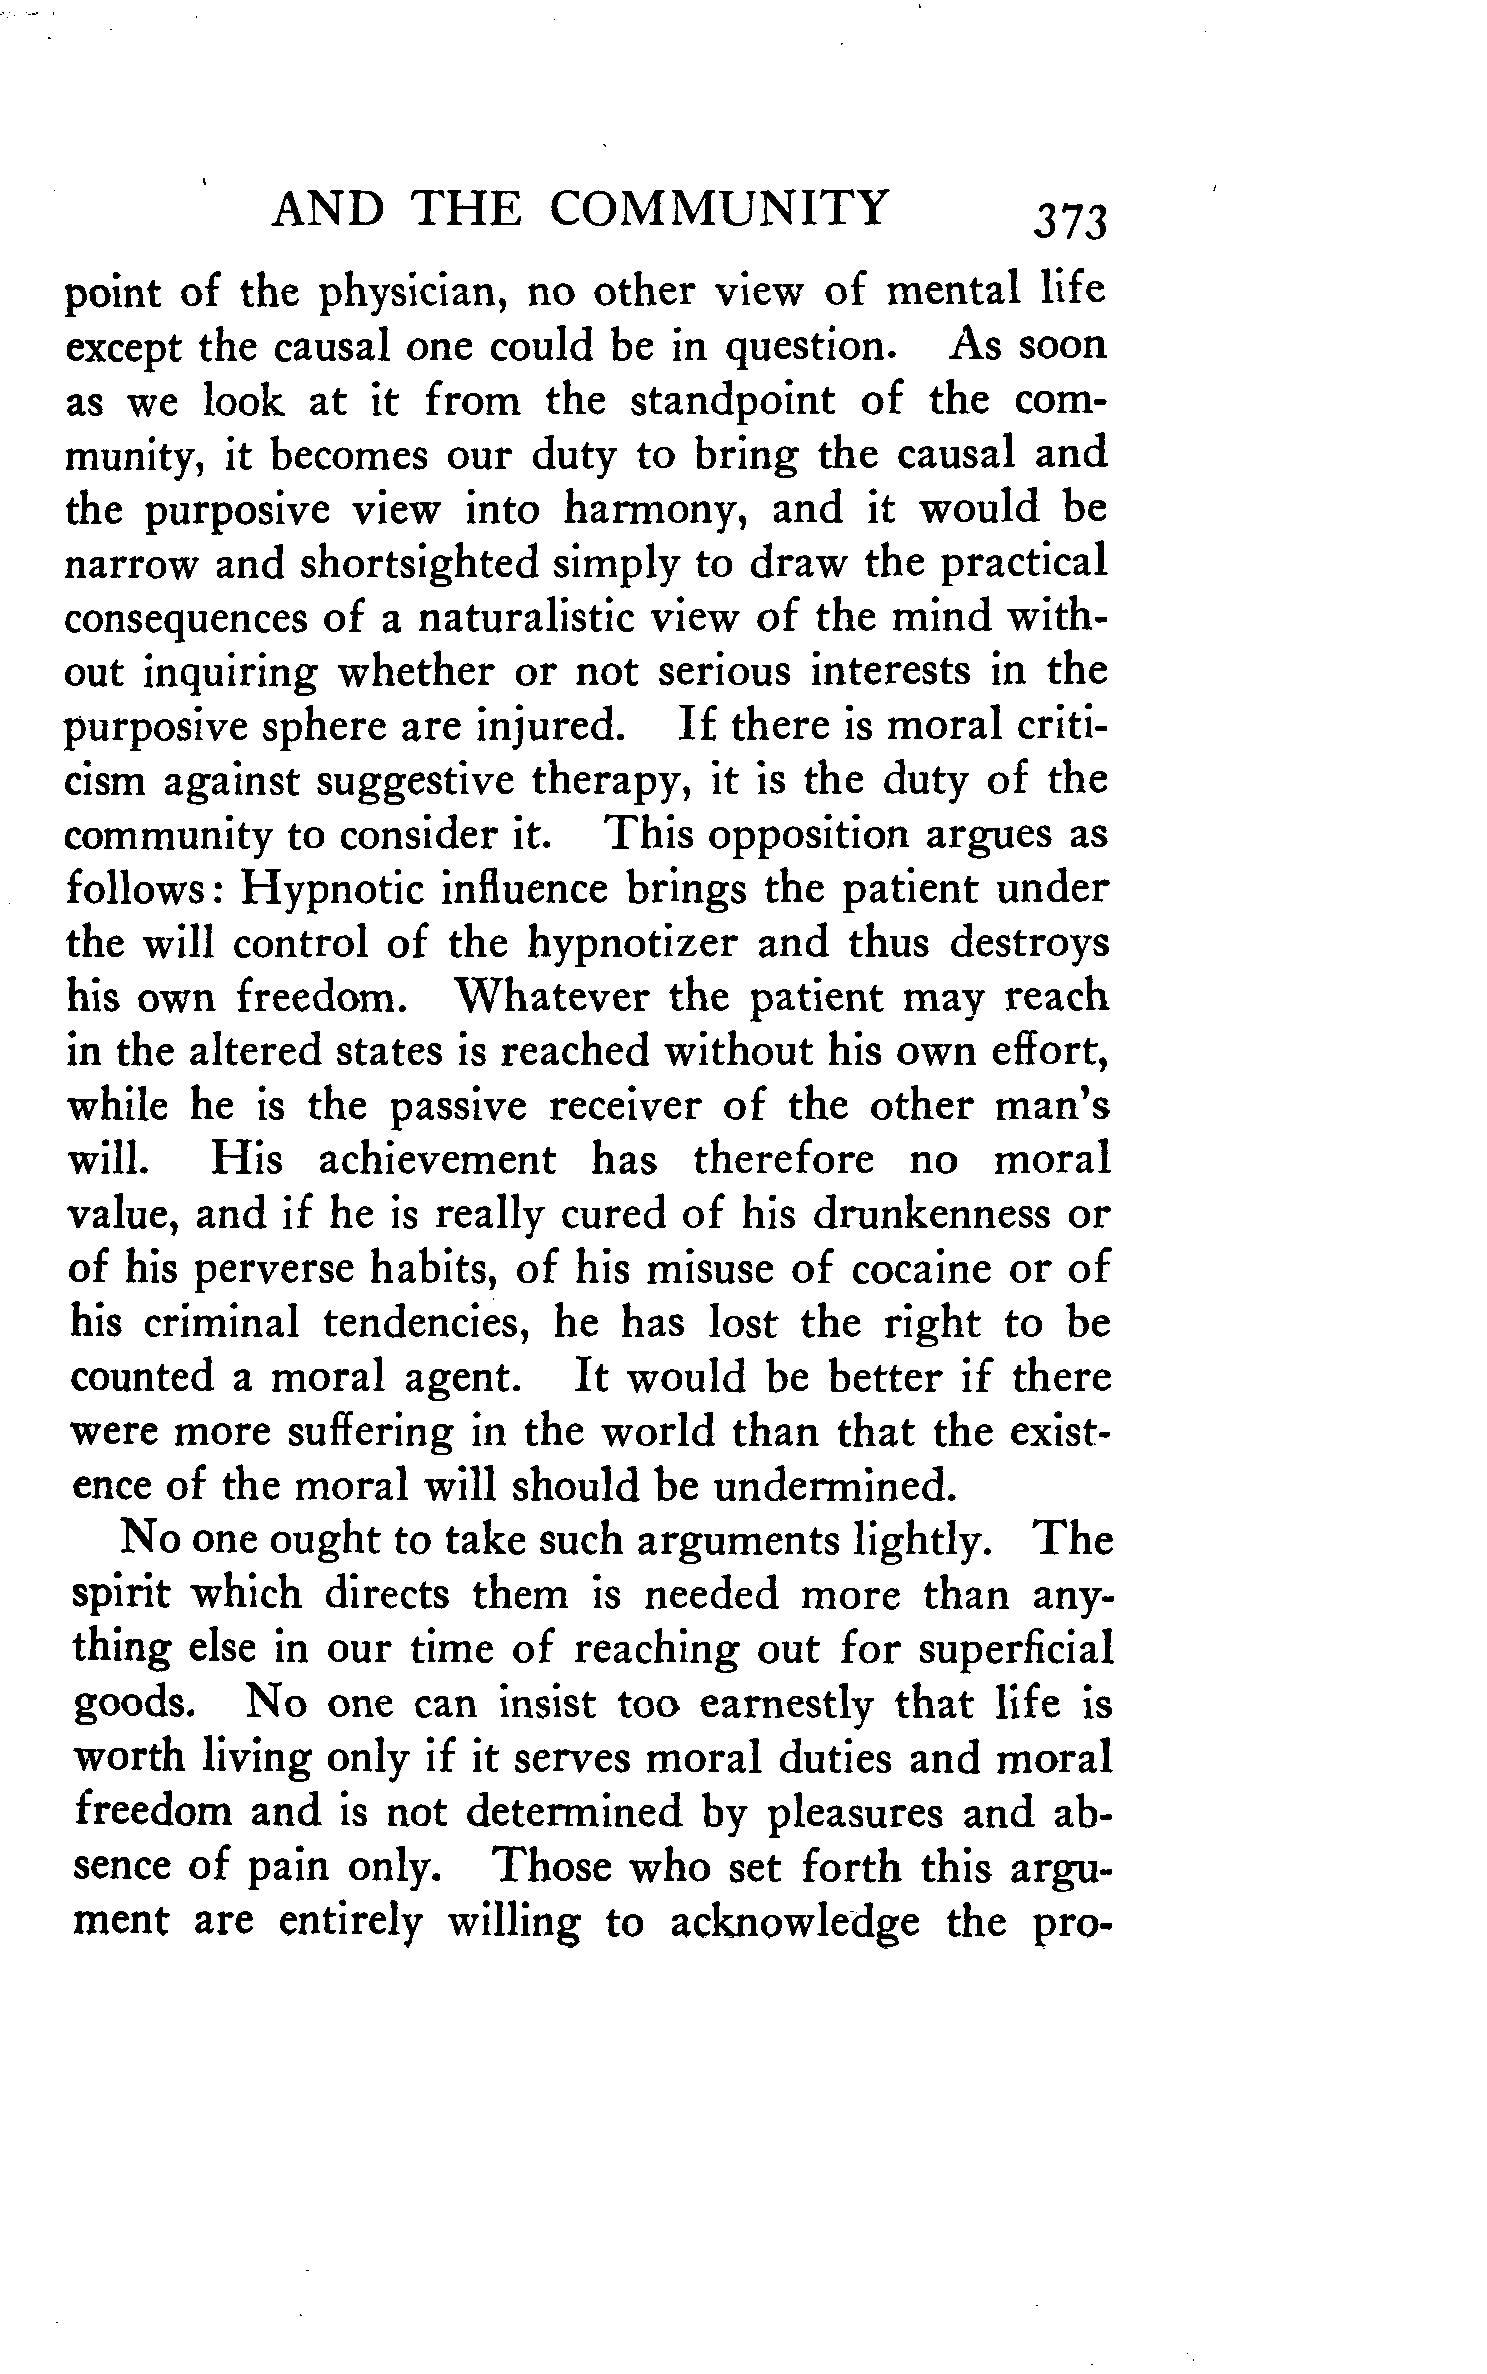 AND THE COMMUNITY 373
point of the physician, no other view of mental life
except the causal one could be in question. As soon
as we look at it from the standpoint of the com-
munity, it becomes our duty to bring the causal and
the purposive view into harmony, and it would be
narrow and shortsighted simply to draw the practical
consequences of a naturalistic view of the mind with-
out inquiring whether or not serious interests in the
purposive sphere are injured. If there is moral criti-
cism against suggestive therapy, it is the duty of the
community to consider it. This opposition argues as
follows: Hypnotic influence brings the patient under
the will control of the hypnotizer and thus destroys
his own freedom. Whatever the patient may reach
in the altered states is reached without his own effort,
while he is the passive receiver of the other man's
will. His achievement has therefore no moral
value, and if he is really cured of his drunkenness or
of his perverse habits, of his misuse of cocaine or of
his criminal tendencies, he has lost the right to be
counted a moral agent. It would be better if there
were more suffering in the world than that the exist-
ence of the moral will should be undermined.
No one ought to take such arguments lightly. The
spirit which directs them is needed more than any-
thing else in our time of reaching out for superficial
goods. No one can insist too earnestly that life is
worth living only if it serves moral duties and moral
freedom and is not determined by pleasures and ab-
sence of pain only. Those who set forth this argu-
ment are entirely willing to acknowledge the pro-